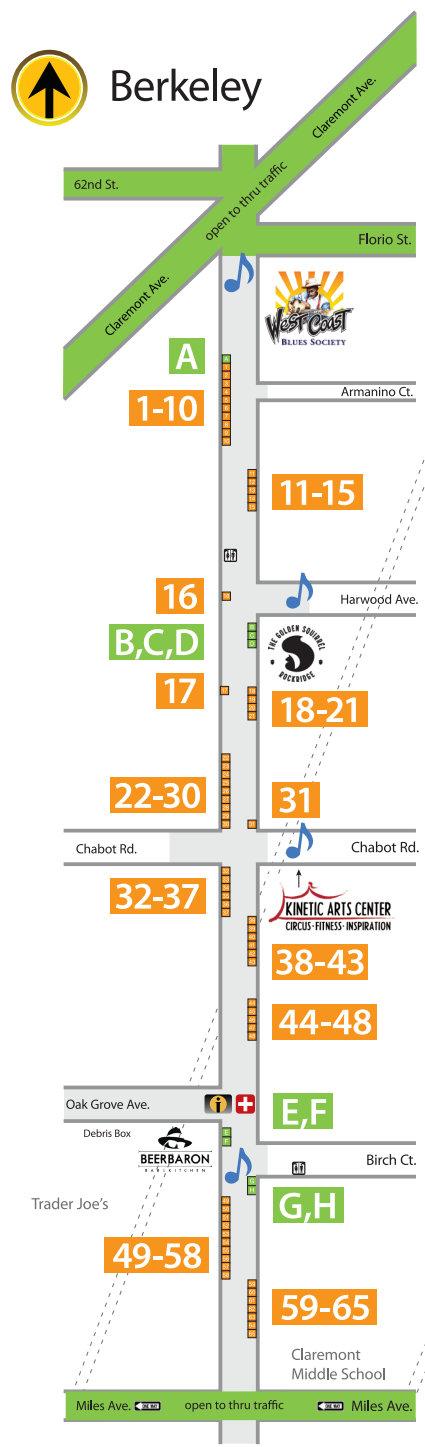 Berkeley
Claremont Ave.
62nd St.
open to thru traffic
Florio St.
Claremont Ave.
WEST COAST
BLUES SOCIETY
A
Armanino Ct.
1-10
11-15
16
Harwood Ave.
B,C,D
THE GOLDEN SQUIRREL
ROCKRIDGE
17
18-21
22-30
31
Chabot Rd.
Chabot Rd.
32-37
KINETIC ARTS CENTER
CIRCUS·FITNESS·INSPIRATION
38-43
44-48
Oak Grove Ave.
i
E,F
Debris Box
BEERBARON
BAR&KITCHEN
Birch Ct.
Trader Joe's
G,H
49-58
59-65
Claremont
Middle School
Miles Ave.
ONE WAY
open to thru traffic
ONE WAY
Miles Ave.